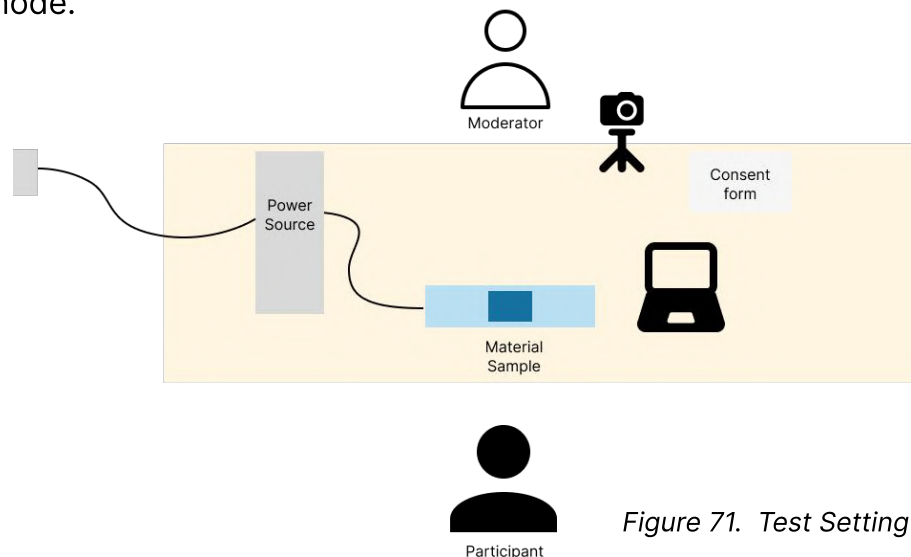 node.
Moderator
Consent
form
Power
Source
Material
Sample
Figure 71. Test Setting
Participant